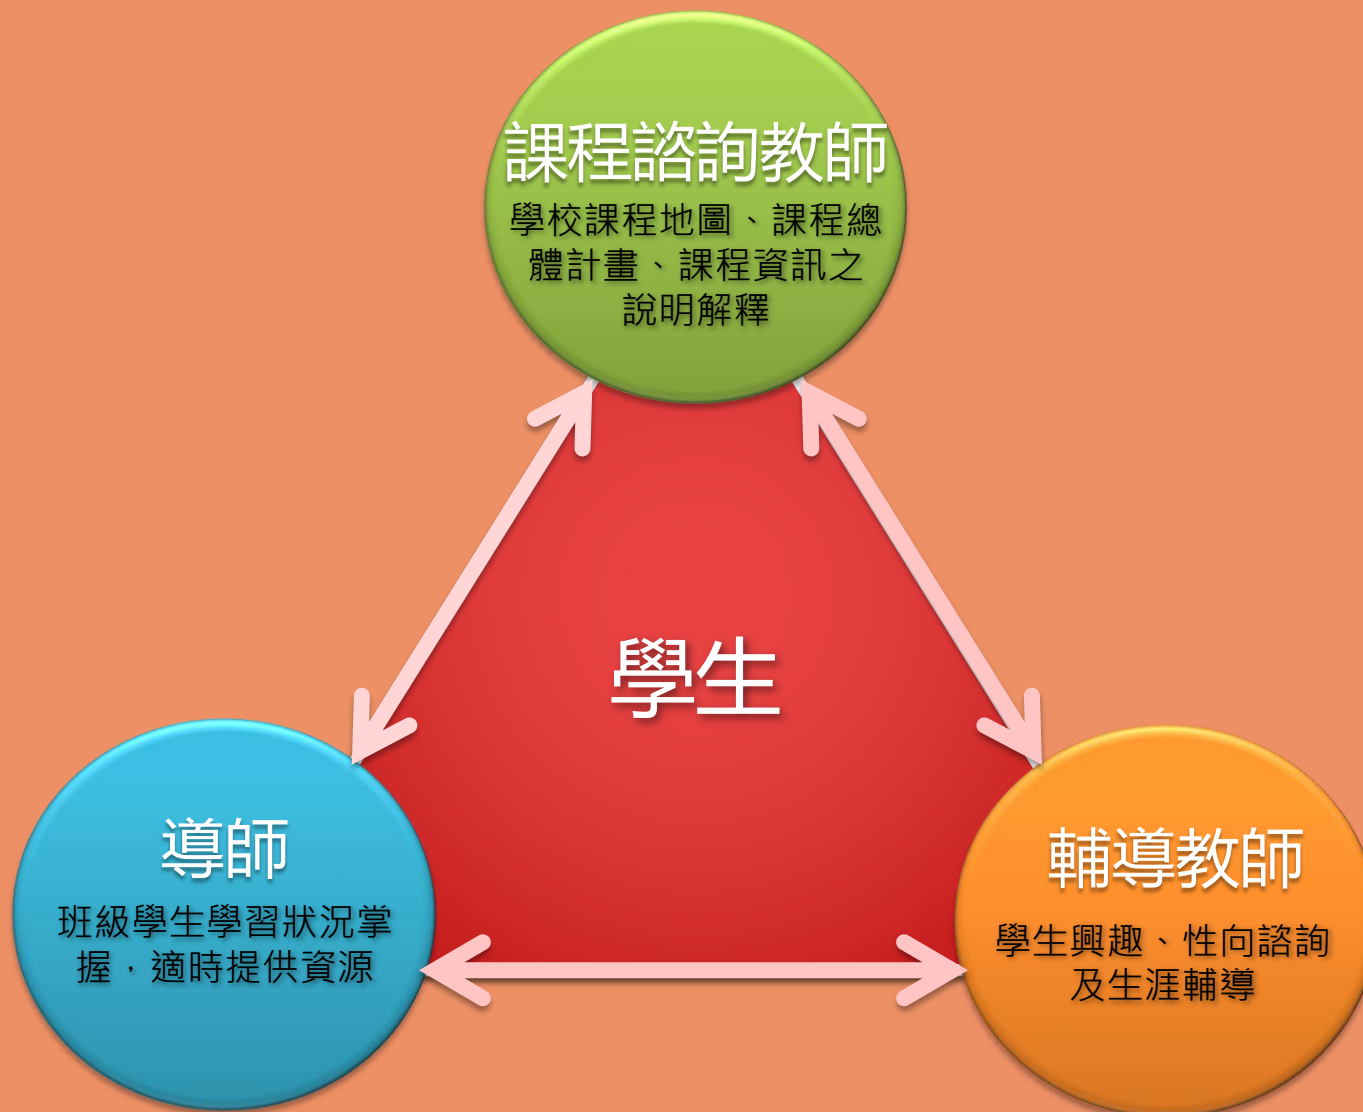 課程諮詢教師
學校課程地圖、課程總
體計畫、課程資訊之
說明解釋
學生
導師
班級學生學習狀況掌
握，適時提供資源
輔導教師
學生興趣、性向諮詢
及生涯輔導